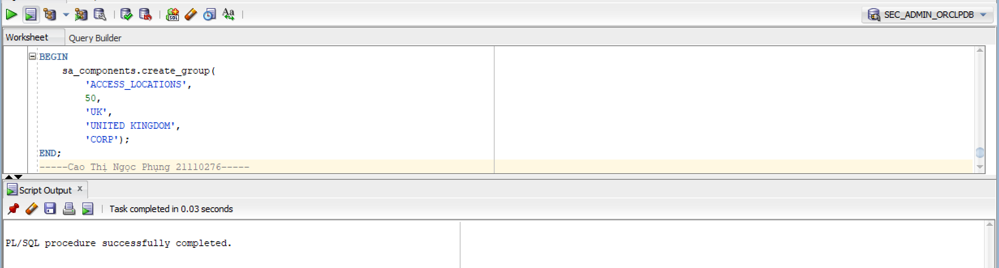 SEC_ADMIN_ORCLPDB
Worksheet
Query Builder
BEGIN
sa_components.create_group(
'ACCESS_LOCATIONS',
50,
'UK',
'UNITED KINGDOM',
'CORP');
END;
-----Cao Thị Ngọc Phụng 21110276-----
Script Output x
Task completed in 0.03 seconds
PL/SQL procedure successfully completed.